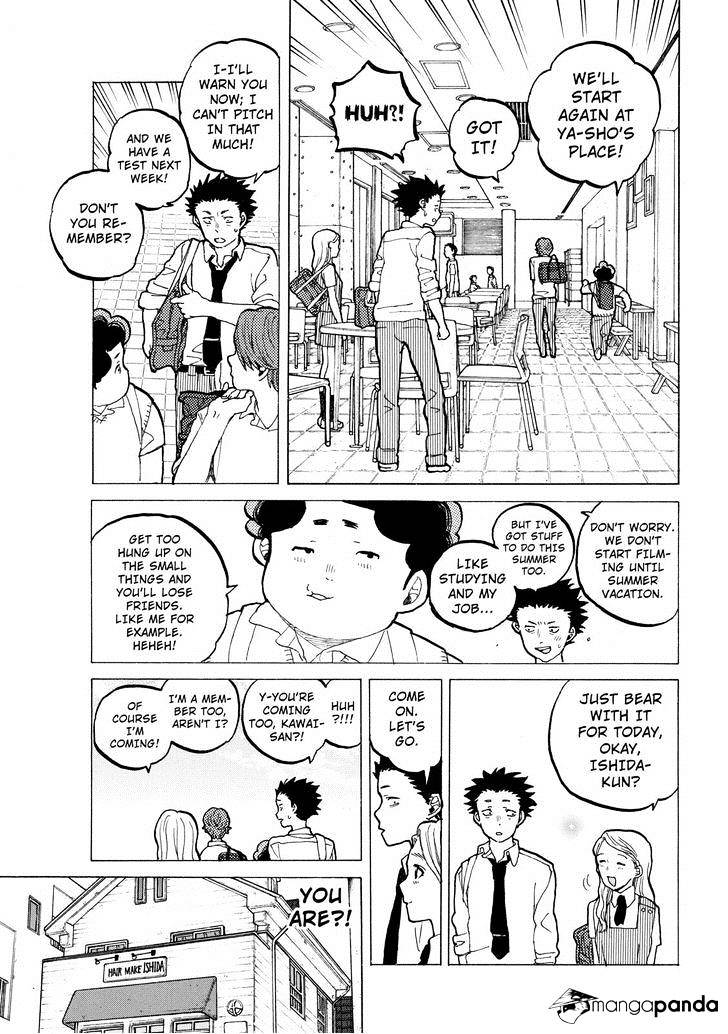 WE'LL
START
AGAIN AT
YA-SHO'S
PLACE!
GOT
IT!
HUH?!
I-I'LL
WARN YOU
NOW; I
CAN'T PITCH
IN THAT
MUCH!
AND WE
HAVE A
TEST NEXT
WEEK!
DON'T
YOU RE-
MEMBER?
DON'T WORRY.
WE DON'T
START FILM-
ING UNTIL
SUMMER
VACATION.
BUT I'VE
GOT STUFF
TO DO THIS
SUMMER
TOO.
LIKE
STUDYING
AND MY
JOB...
GET TOO
HUNG UP ON
THE SMALL
THINGS AND
YOU'LL LOSE
FRIENDS.
LIKE ME FOR
EXAMPLE.
HEHEH!
JUST BEAR
WITH IT
FOR TODAY,
OKAY,
ISHIDA-
KUN?
COME
ON.
LET'S
GO.
HUH
?!!!
Y-YOU'RE
COMING
TOO, KAWAI-
SAN?!
I'M A MEM-
BER TOO,
AREN'T I?
OF
COURSE
I'M
COMING!
YOU
ARE?!
HAIR MAKE ISHIDA
mangapanda